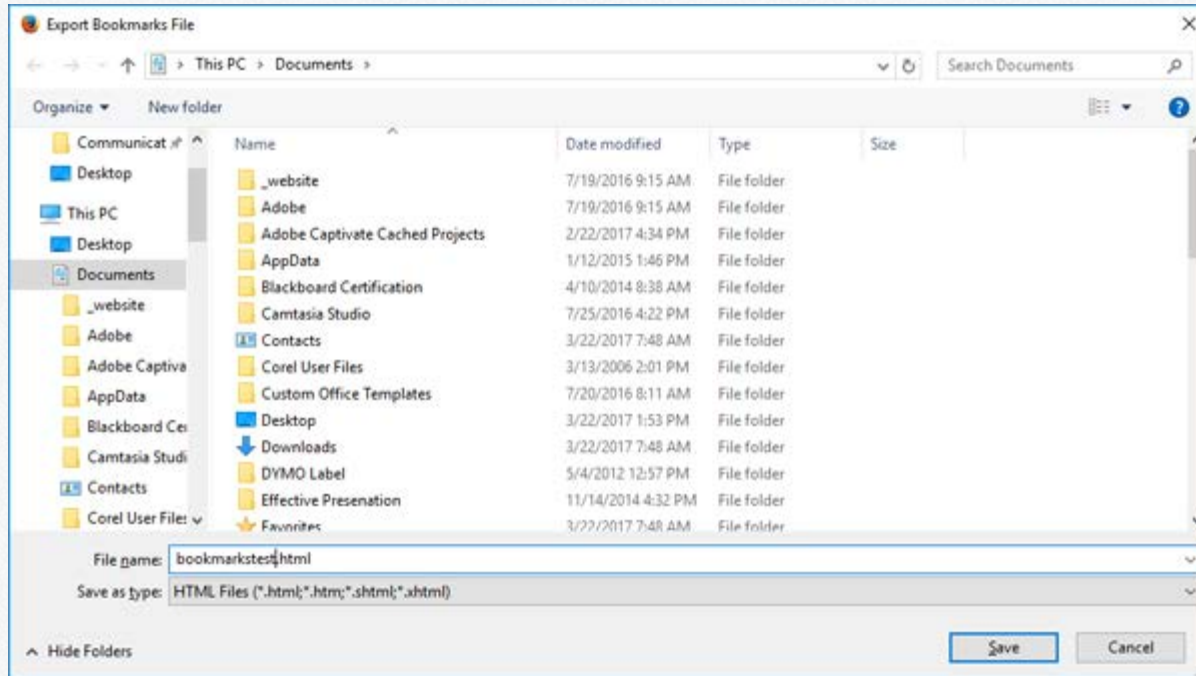 Export Bookmarks File
This PC > Documents >
Search Documents
Organize
New folder
Communicat
Desktop
This PC
Desktop
Documents
_website
Adobe
Adobe Captiva
AppData
Blackboard Cer
Camtasia Studi
Contacts
Corel User Files
Name Date modified Type Size
_website 7/19/2016 9:15 AM File folder
Adobe 7/19/2016 9:15 AM File folder
Adobe Captivate Cached Projects 2/22/2017 4:34 PM File folder
AppData 1/12/2015 1:46 PM File folder
Blackboard Certification 4/10/2014 8:38 AM File folder
Camtasia Studio 7/25/2016 4:22 PM File folder
Contacts 3/22/2017 7:48 AM File folder
Corel User Files 3/13/2006 2:01 PM File folder
Custom Office Templates 7/20/2016 8:11 AM File folder
Desktop 3/22/2017 1:53 PM File folder
Downloads 3/22/2017 7:48 AM File folder
DYMO Label 5/4/2012 12:57 PM File folder
Effective Presenation 11/14/2014 4:32 PM File folder
Favorites 3/22/2017 7:48 AM File folder
File name: bookmarkstest.html
Save as type: HTML Files (*.html;*.htm;*.shtml;*.xhtml)
Hide Folders
Save
Cancel